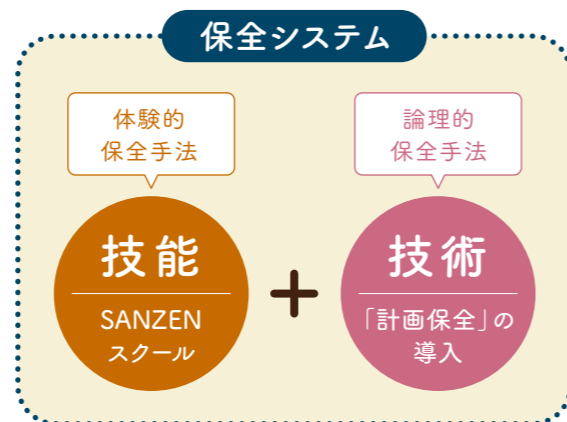 保全システム
体験的
保全手法
技能
SANZEN
スクール
+
論理的
保全手法
技術
「計画保全」の
導入